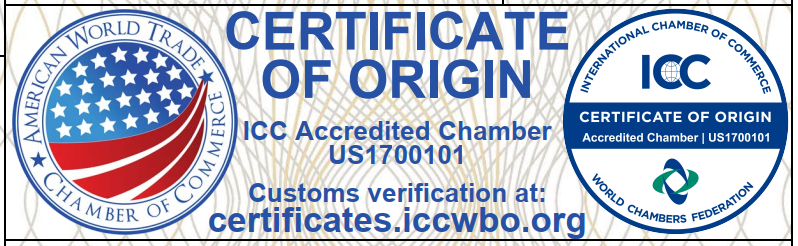 AMERICAN WORLD TRADE
CHAMBER OF COMMERCE
CERTIFICATE
OF ORIGIN
ICC Accredited Chamber
US1700101
Customs verification at:
certificates.iccwbo.org
INTERNATIONAL CHAMBER OF COMMERCE
ICC
CERTIFICATE OF ORIGIN
Accredited Chamber | US1700101
WORLD CHAMBERS FEDERATION